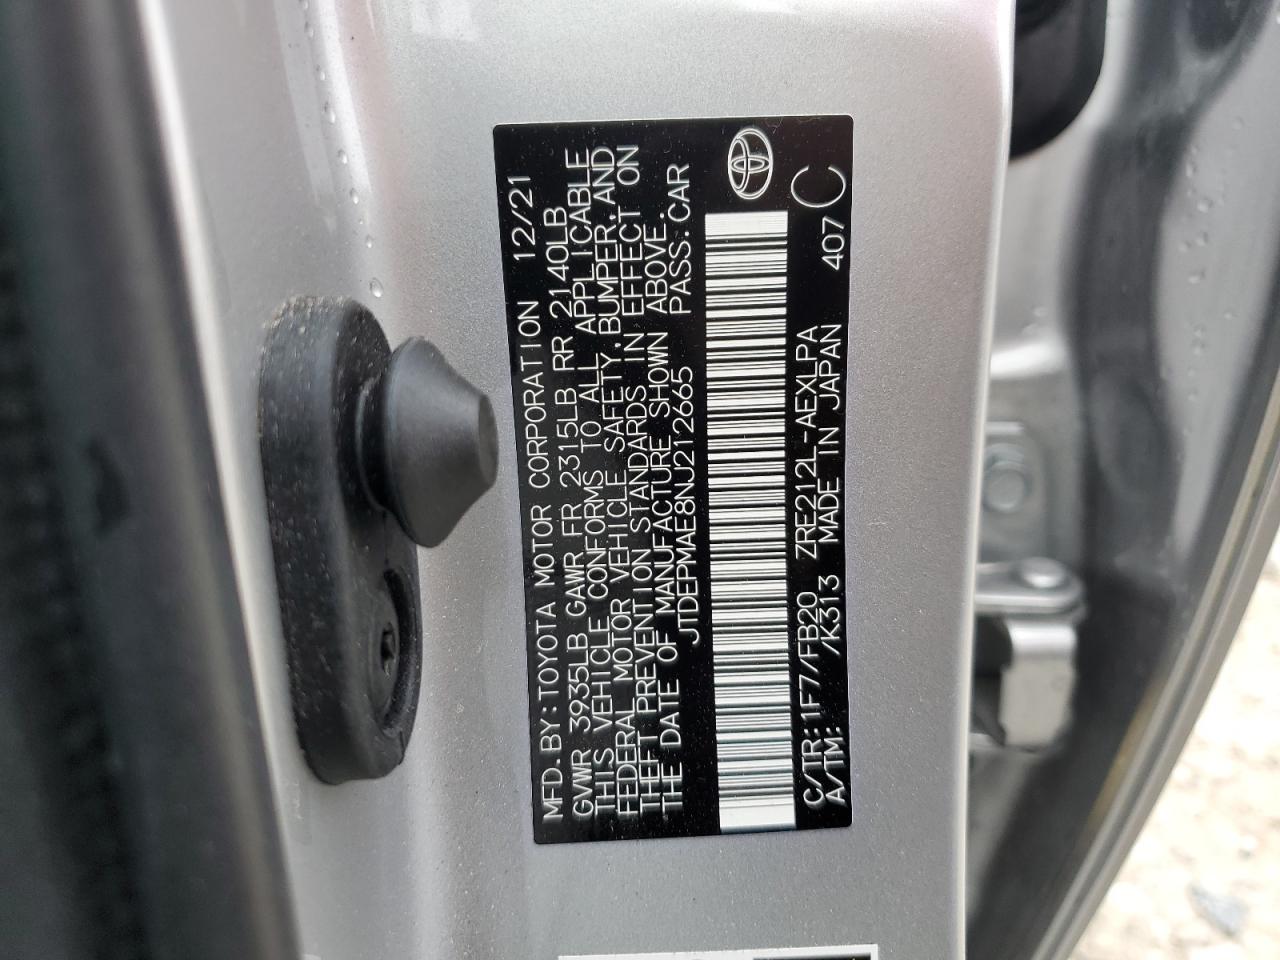 MFD.BY:TOYOTA MOTOR CORPORATION 12/21
GVWR 3935LB GAWR FR 2315LB RR 2140LB
THIS VEHICLE CONFORMS TO ALL APPLICABLE
FEDERAL MOTOR VEHICLE SAFETY,BUMPER,AND
THEFT PREVENTION STANDARDS IN EFFECT ON
THE DATE OF MANUFACTURE SHOWN ABOVE.
JTDEPMAE8NJ212665 PASS.CAR
C/TR:1F7/FB20 ZRE212L-AEXLPA 407 C
A/TM: /K313 MADE IN JAPAN